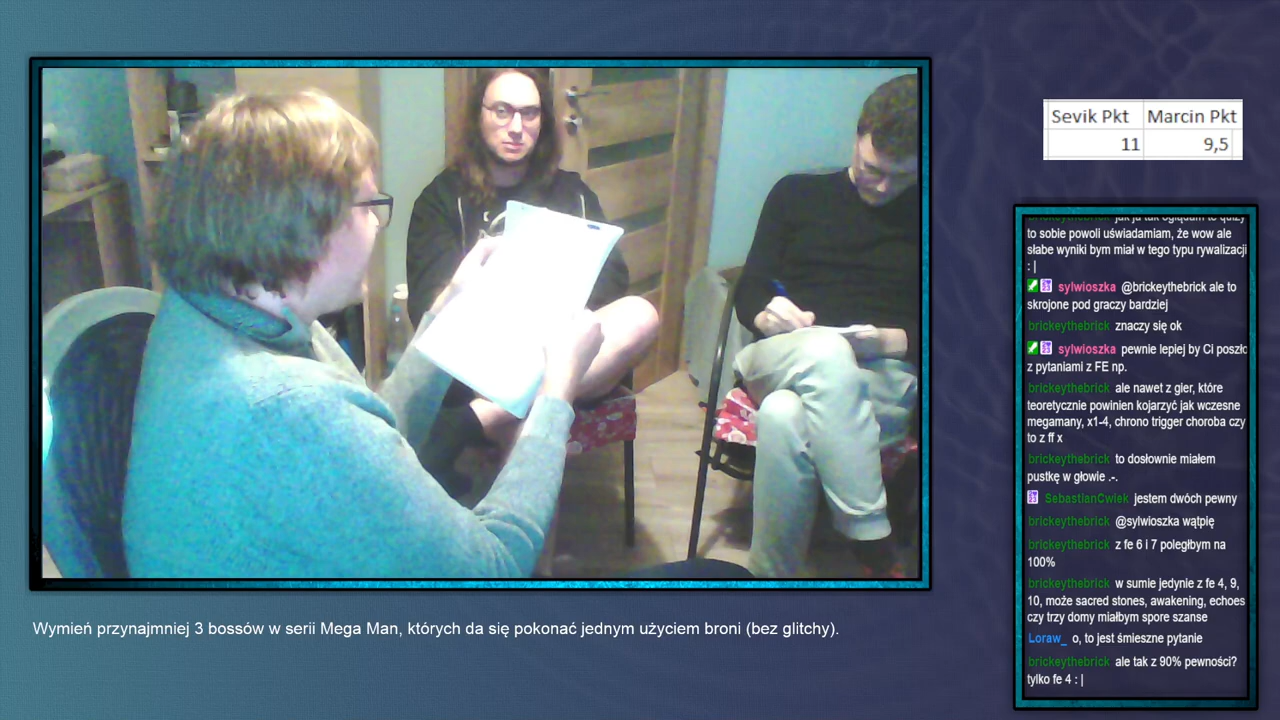 Sevik Pkt Marcin Pkt
11 9,5
to sobie powoli uświadamiam, że wow ale
słabe wyniki bym miał w tego typu rywalizacji
: |
sylwioszka @brickeythebrick ale to
skrojone pod graczy bardziej
brickeythebrick znaczy się ok
sylwioszka pewnie lepiej by Ci poszło
z pytaniami z FE np.
brickeythebrick ale nawet z gier, które
teoretycznie powinien kojarzyć jak wczesne
megamany, x1-4, chrono trigger choroba czy
to z ff x
brickeythebrick to dosłownie miałem
pustkę w głowie .-.
SebastianCwiek jestem dwóch pewny
brickeythebrick @sylwioszka wątpię
brickeythebrick z fe 6 i 7 poległbym na
100%
brickeythebrick w sumie jedynie z fe 4, 9,
10, może sacred stones, awakening, echoes
czy trzy domy miałbym spore szanse
Loraw_ o, to jest śmieszne pytanie
brickeythebrick ale tak z 90% pewności?
tylko fe 4 : |
Wymień przynajmniej 3 bossów w serii Mega Man, których da się pokonać jednym użyciem broni (bez glitchy).